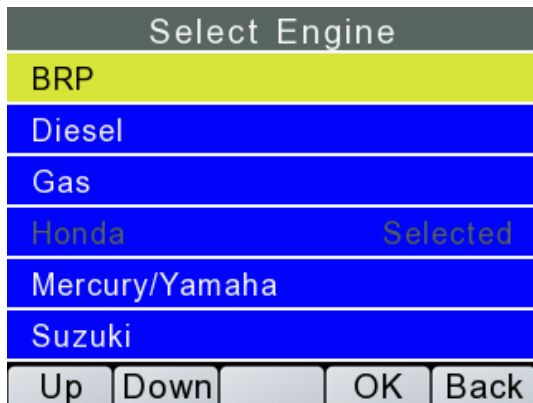 Select Engine
BRP
Diesel
Gas
Honda Selected
Mercury/Yamaha
Suzuki
Up Down OK Back